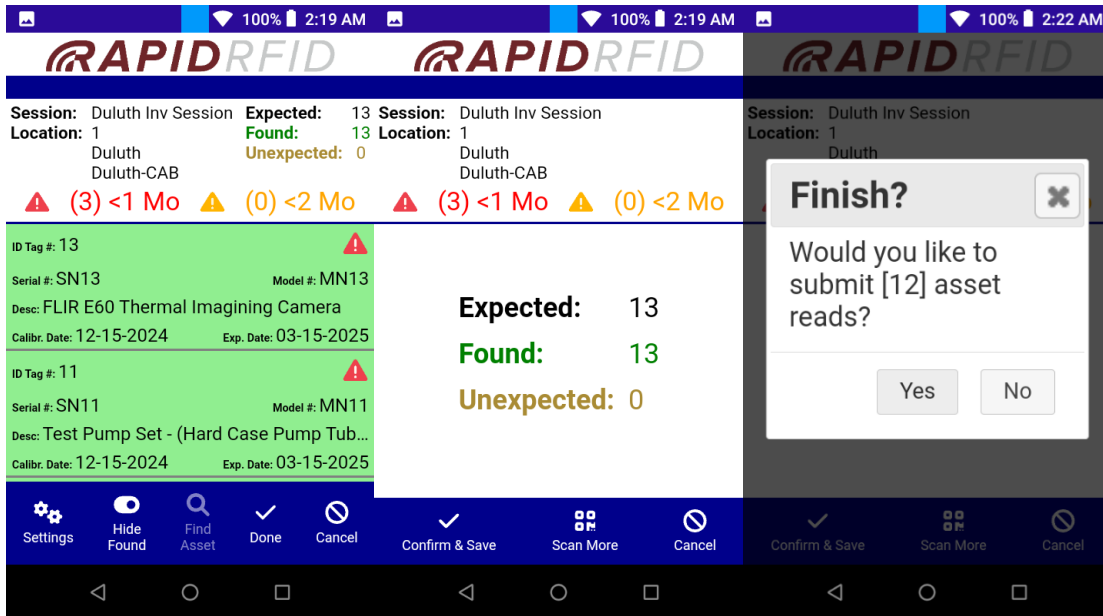 100% 2:19 AM
RAPIDRFID
Session: Duluth Inv Session Expected: 13
Location: 1 Found: 13
Duluth Unexpected: 0
Duluth-CAB
(3) <1 Mo (0) <2 Mo
ID Tag #: 13
Serial #: SN13 Model #: MN13
Desc: FLIR E60 Thermal Imagining Camera
Calibr. Date: 12-15-2024 Exp. Date: 03-15-2025
ID Tag #: 11
Serial #: SN11 Model #: MN11
Desc: Test Pump Set - (Hard Case Pump Tub...
Calibr. Date: 12-15-2024 Exp. Date: 03-15-2025
Settings Hide Found Find Asset Done Cancel
100% 2:19 AM
RAPIDRFID
Session: Duluth Inv Session
Location: 1
Duluth
Duluth-CAB
(3) <1 Mo (0) <2 Mo
Expected: 13
Found: 13
Unexpected: 0
Confirm & Save Scan More Cancel
100% 2:22 AM
RAPIDRFID
Session: Duluth Inv Session
Location: 1
Duluth
Finish?
Would you like to
submit [12] asset
reads?
Yes No
Confirm & Save Scan More Cancel